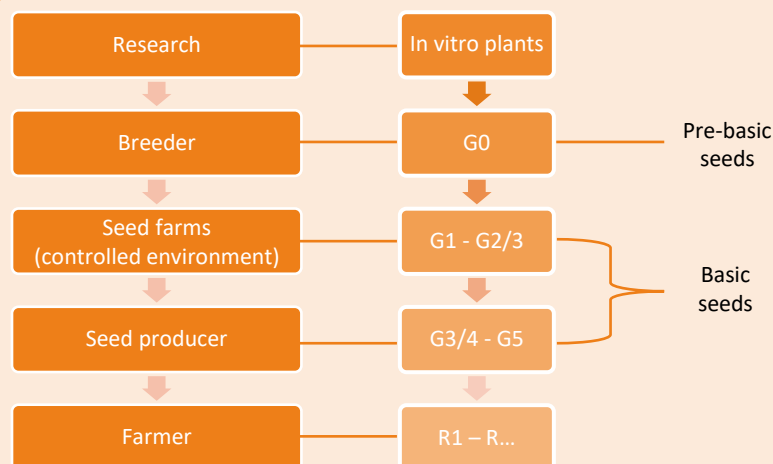 Research
In vitro plants
Breeder
G0
Pre-basic
seeds
Seed farms
(controlled environment)
G1 - G2/3
Basic
seeds
Seed producer
G3/4 - G5
Farmer
R1 – R...